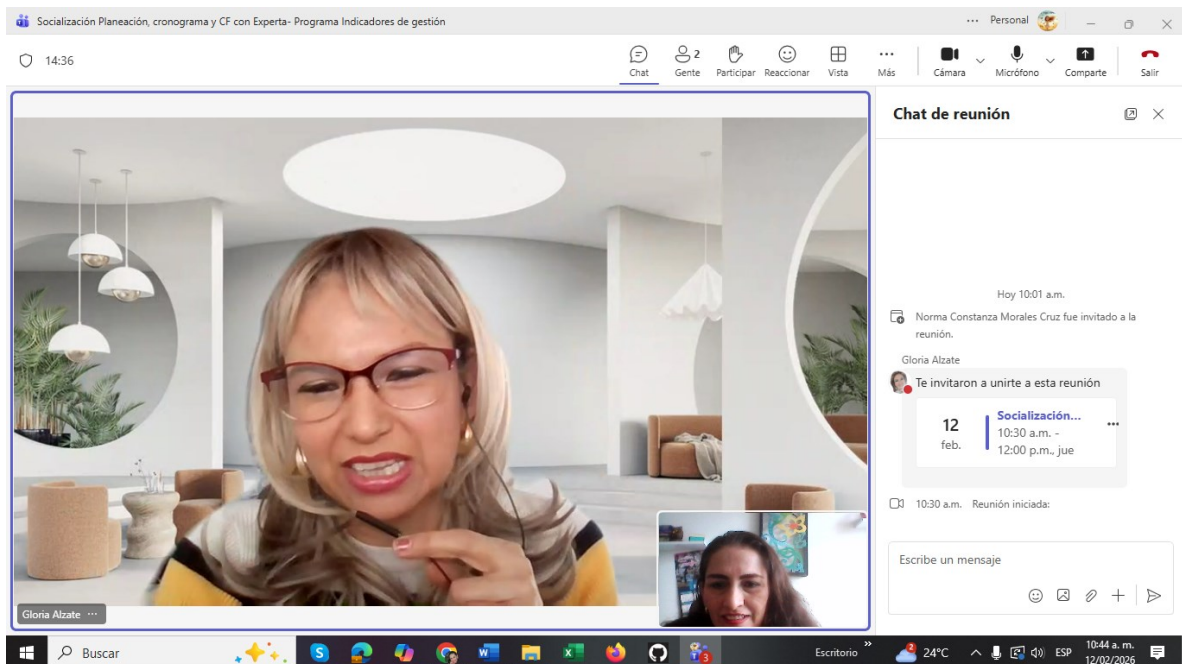 Socialización Planeación, cronograma y CF con Experta- Programa Indicadores de gestión
Personal
14:36
Chat
Gente
2
Participar
Reaccionar
Vista
Más
Cámara
Micrófono
Comparte
Salir
Chat de reunión
Hoy 10:01 a.m.
Norma Constanza Morales Cruz fue invitado a la
reunión.
Gloria Alzate
Te invitaron a unirte a esta reunión
12
feb.
Socialización...
10:30 a.m. -
12:00 p.m., jue
10:30 a.m. Reunión iniciada:
Escribe un mensaje
Gloria Alzate
Buscar
Escritorio
24°C
ESP
10:44 a. m.
12/02/2026